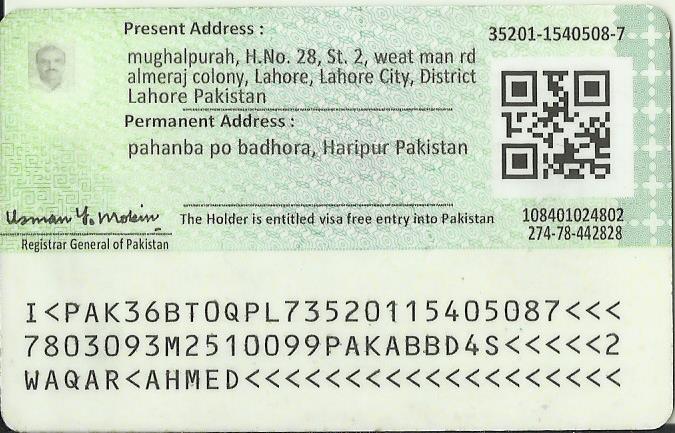 Present Address :
35201-1540508-7
mughalpurah, H.No. 28, St. 2, weat man rd
almeraj colony, Lahore, Lahore City, District
Lahore Pakistan
Permanent Address :
pahanba po badhora, Haripur Pakistan
Usman Y. Mobin
The Holder is entitled visa free entry into Pakistan
108401024802
Registrar General of Pakistan
274-78-442828
I<PAK36BTOQPL73520115405087<<<
7803093M2510099PAKABBD4S<<<<<2
WAQAR<AHMED<<<<<<<<<<<<<<<<<<<